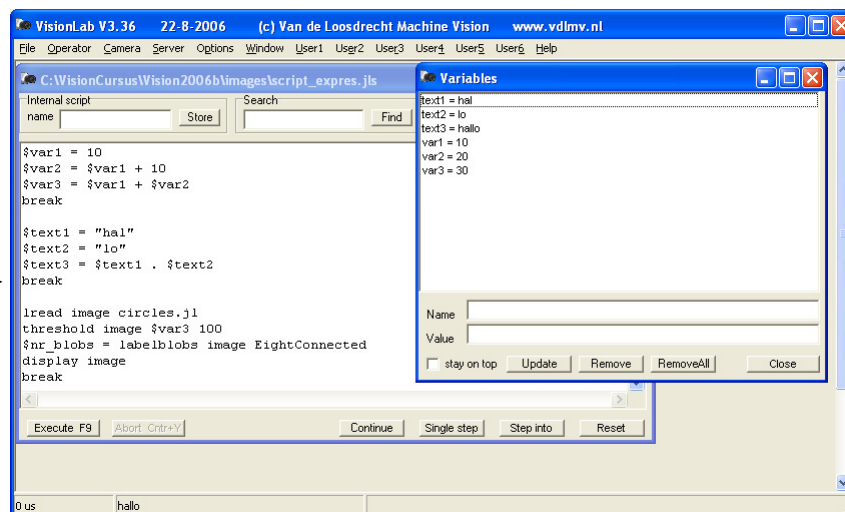 VisionLab V3.36 22-8-2006 (c) Van de Loosdrecht Machine Vision www.vdlmv.nl
File Operator Camera Server Options Window User1 User2 User3 User4 User5 User6 Help
C:\VisionCursus\Vision2006b\images\script_expres.jls
Internal script
name
Store
Search
Find
$var1 = 10
$var2 = $var1 + 10
$var3 = $var1 + $var2
break
$text1 = "hal"
$text2 = "lo"
$text3 = $text1 . $text2
break
lread image circles.jl
threshold image $var3 100
$nr_blobs = labelblobs image EightConnected
display image
break
Execute F9 Abort Cntr+Y Continue Single step Step into Reset
Variables
text1 = hal
text2 = lo
text3 = hallo
var1 = 10
var2 = 20
var3 = 30
Name
Value
stay on top Update Remove RemoveAll Close
0 us hallo